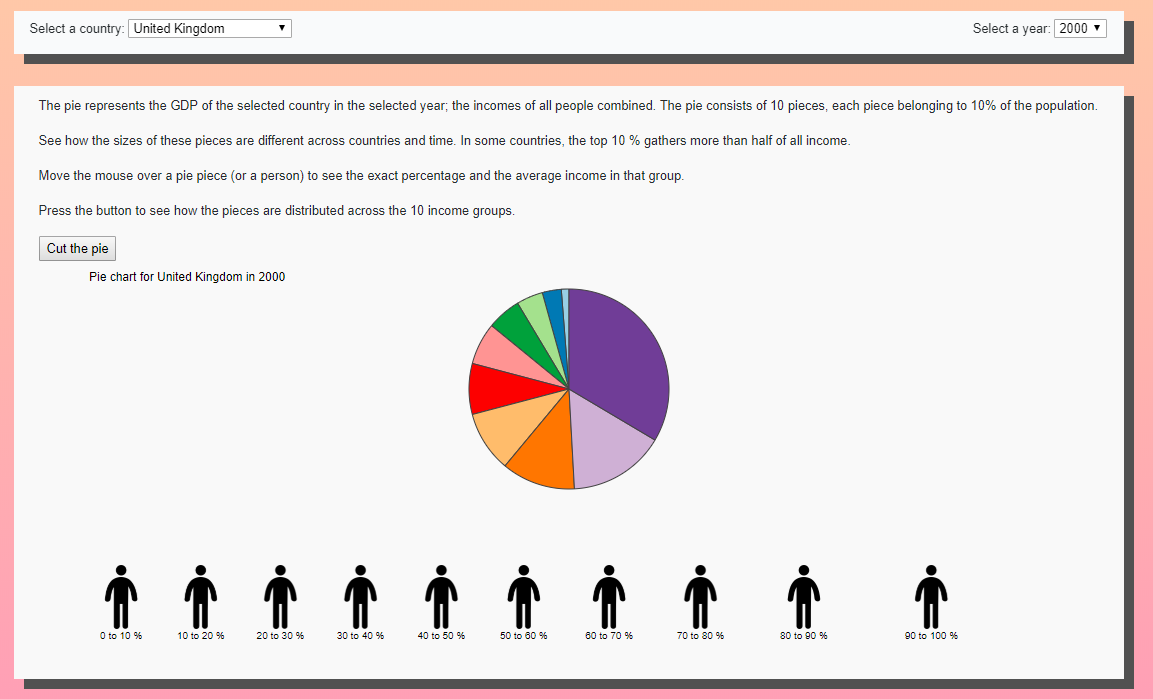 Select a country: United Kingdom Select a year: 2000
The pie represents the GDP of the selected country in the selected year; the incomes of all people combined. The pie consists of 10 pieces, each piece belonging to 10% of the population.
See how the sizes of these pieces are different across countries and time. In some countries, the top 10 % gathers more than half of all income.
Move the mouse over a pie piece (or a person) to see the exact percentage and the average income in that group.
Press the button to see how the pieces are distributed across the 10 income groups.
Cut the pie
Pie chart for United Kingdom in 2000
0 to 10 % 10 to 20 % 20 to 30 % 30 to 40 % 40 to 50 % 50 to 60 % 60 to 70 % 70 to 80 % 80 to 90 % 90 to 100 %